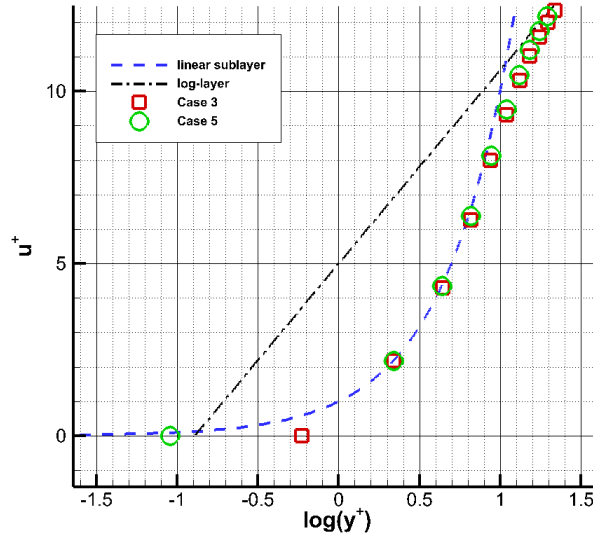 linear sublayer
log-layer
Case 3
Case 5
10
5
0
u+
-1.5 -1 -0.5 0 0.5 1 1.5
log(y+)